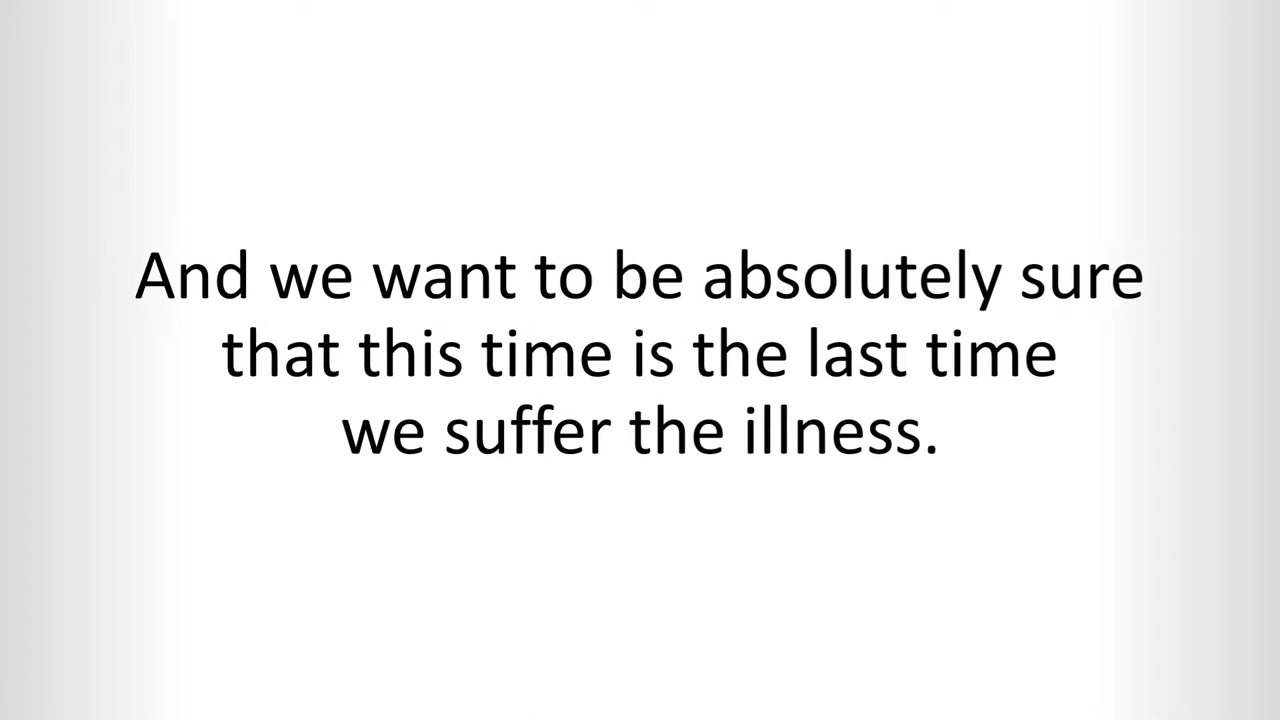 And we want to be absolutely sure
that this time is the last time
we suffer the illness.